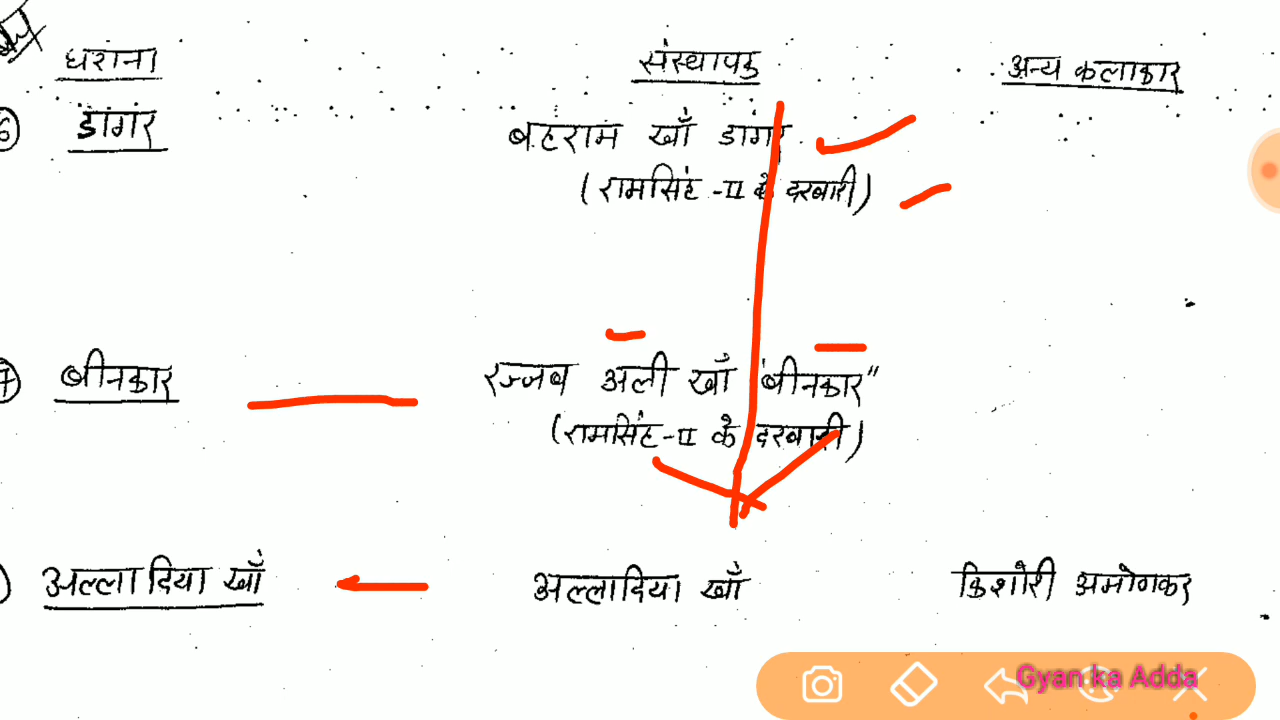 घराना संस्थापक अन्य कलाकार
6 डांगर बहराम खाँ डांगर
(रामसिंह -II के दरबारी)
7 बीनकार रज्जब अली खाँ "बीनकार"
(रामसिंह-II के दरबारी)
अल्लादिया खाँ अल्लादिया खाँ किशोरी अमोणकर
Gyan ka Adda